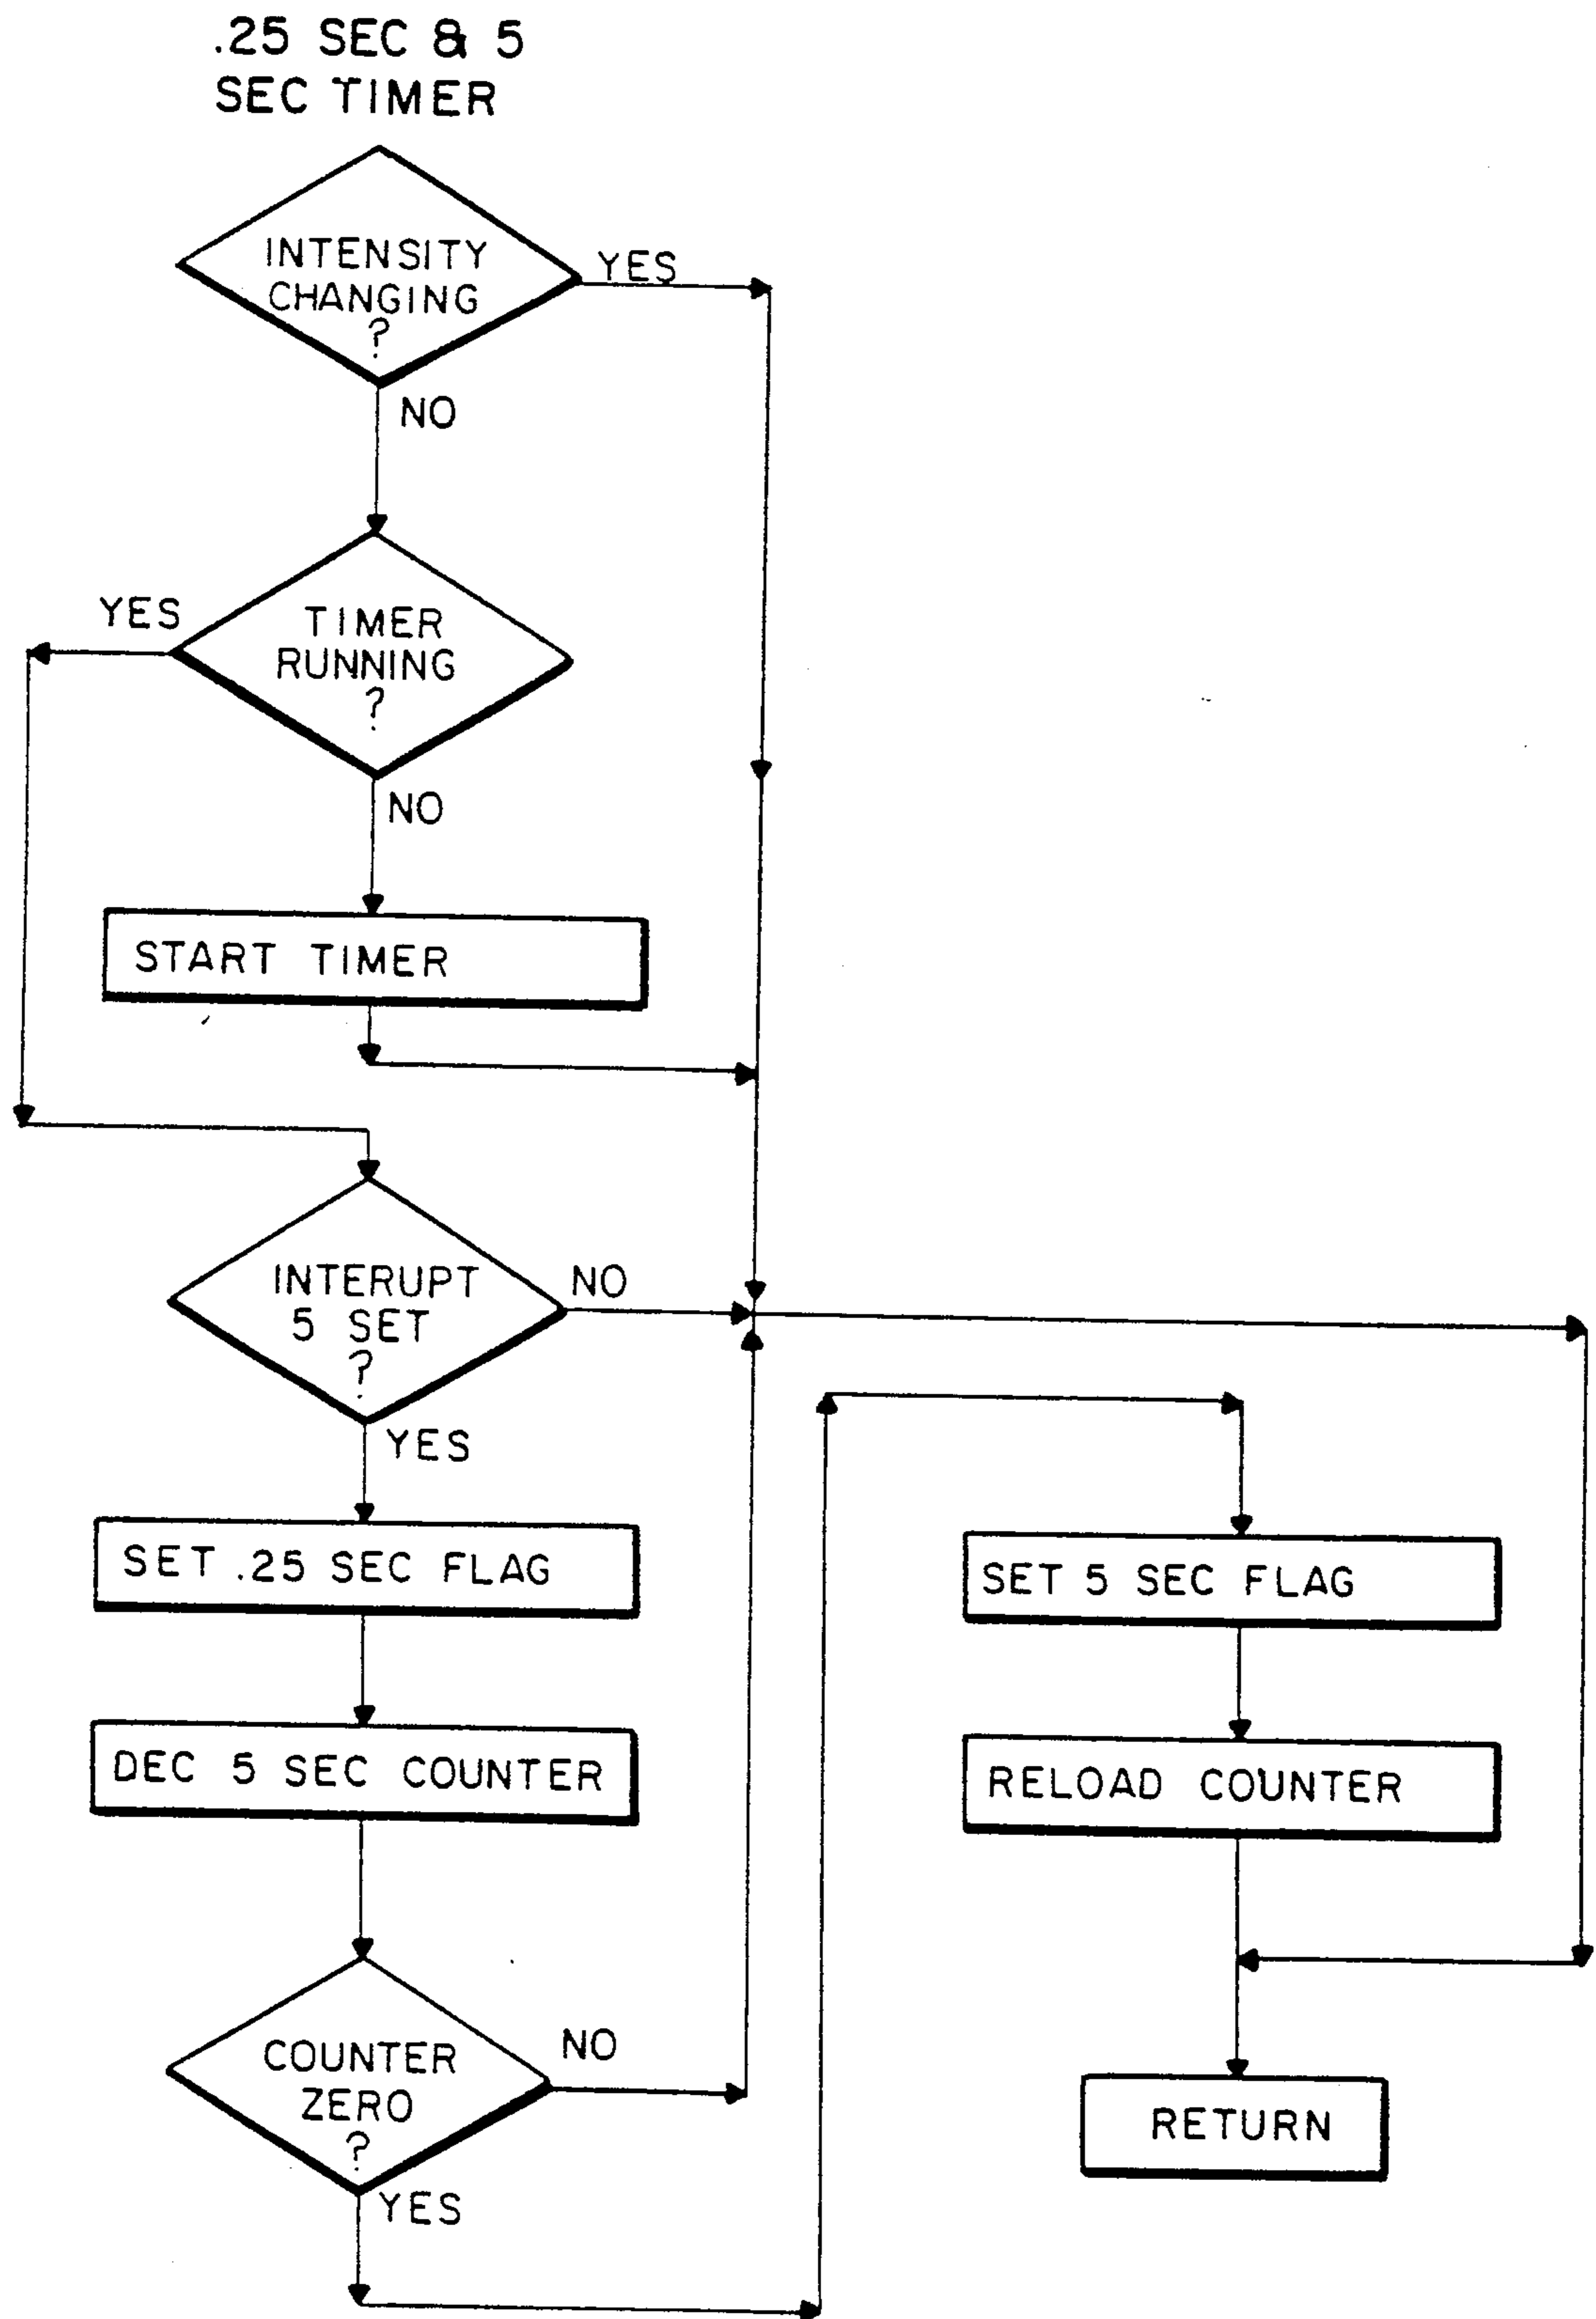 .25 SEC & 5
SEC TIMER
INTENSITY
CHANGING
?
YES
NO
TIMER
RUNNING
?
YES
NO
START TIMER
INTERUPT
5 SET
?
NO
YES
SET .25 SEC FLAG
DEC 5 SEC COUNTER
COUNTER
ZERO
?
NO
YES
SET 5 SEC FLAG
RELOAD COUNTER
RETURN